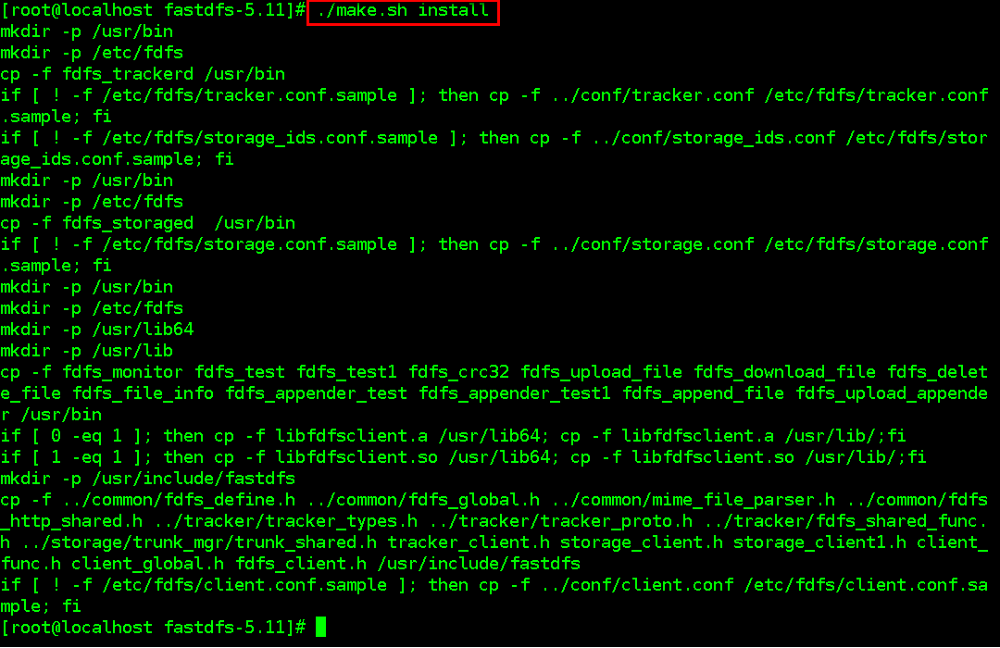 [root@localhost fastdfs-5.11]# ./make.sh install
mkdir -p /usr/bin
mkdir -p /etc/fdfs
cp -f fdfs_trackerd /usr/bin
if [ ! -f /etc/fdfs/tracker.conf.sample ]; then cp -f ../conf/tracker.conf /etc/fdfs/tracker.conf
.sample; fi
if [ ! -f /etc/fdfs/storage_ids.conf.sample ]; then cp -f ../conf/storage_ids.conf /etc/fdfs/stor
age_ids.conf.sample; fi
mkdir -p /usr/bin
mkdir -p /etc/fdfs
cp -f fdfs_storaged  /usr/bin
if [ ! -f /etc/fdfs/storage.conf.sample ]; then cp -f ../conf/storage.conf /etc/fdfs/storage.conf
.sample; fi
mkdir -p /usr/bin
mkdir -p /etc/fdfs
mkdir -p /usr/lib64
mkdir -p /usr/lib
cp -f fdfs_monitor fdfs_test fdfs_test1 fdfs_crc32 fdfs_upload_file fdfs_download_file fdfs_delet
e_file fdfs_file_info fdfs_appender_test fdfs_appender_test1 fdfs_append_file fdfs_upload_appende
r /usr/bin
if [ 0 -eq 1 ]; then cp -f libfdfsclient.a /usr/lib64; cp -f libfdfsclient.a /usr/lib/;fi
if [ 1 -eq 1 ]; then cp -f libfdfsclient.so /usr/lib64; cp -f libfdfsclient.so /usr/lib/;fi
mkdir -p /usr/include/fastdfs
cp -f ../common/fdfs_define.h ../common/fdfs_global.h ../common/mime_file_parser.h ../common/fdfs
_http_shared.h ../tracker/tracker_types.h ../tracker/tracker_proto.h ../tracker/fdfs_shared_func.
h ../storage/trunk_mgr/trunk_shared.h tracker_client.h storage_client.h storage_client1.h client_
func.h client_global.h fdfs_client.h /usr/include/fastdfs
if [ ! -f /etc/fdfs/client.conf.sample ]; then cp -f ../conf/client.conf /etc/fdfs/client.conf.sa
mple; fi
[root@localhost fastdfs-5.11]#